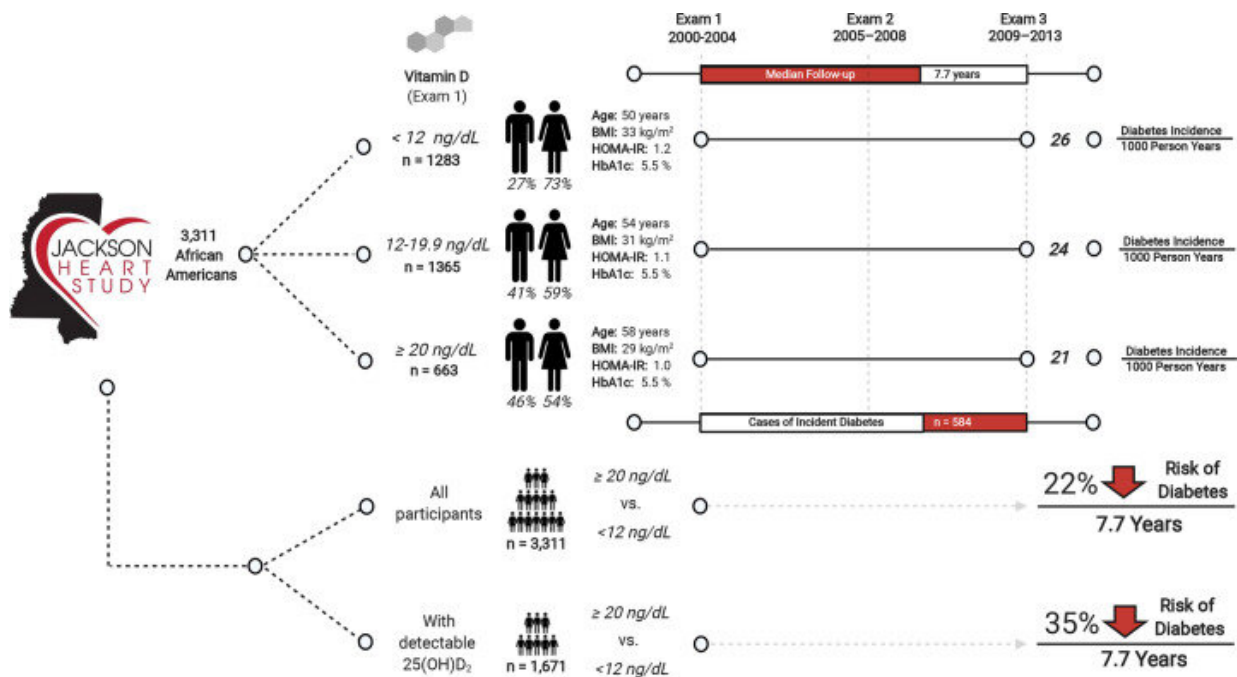 Exam 1
2000-2004
Exam 2
2005–2008
Exam 3
2009–2013
Vitamin D
(Exam 1)
Median Follow-up
7.7 years
< 12 ng/dL
n = 1283
27% 73%
Age: 50 years
BMI: 33 kg/m²
HOMA-IR: 1.2
HbA1c: 5.5 %
26
Diabetes Incidence
1000 Person Years
JACKSON
HEART
STUDY
3,311
African
Americans
12-19.9 ng/dL
n = 1365
41% 59%
Age: 54 years
BMI: 31 kg/m²
HOMA-IR: 1.1
HbA1c: 5.5 %
24
Diabetes Incidence
1000 Person Years
≥ 20 ng/dL
n = 663
46% 54%
Age: 58 years
BMI: 29 kg/m²
HOMA-IR: 1.0
HbA1c: 5.5 %
21
Diabetes Incidence
1000 Person Years
Cases of Incident Diabetes
n = 584
All
participants
n = 3,311
≥ 20 ng/dL
vs.
<12 ng/dL
22%
Risk of
Diabetes
7.7 Years
With
detectable
25(OH)D₂
n = 1,671
≥ 20 ng/dL
vs.
<12 ng/dL
35%
Risk of
Diabetes
7.7 Years